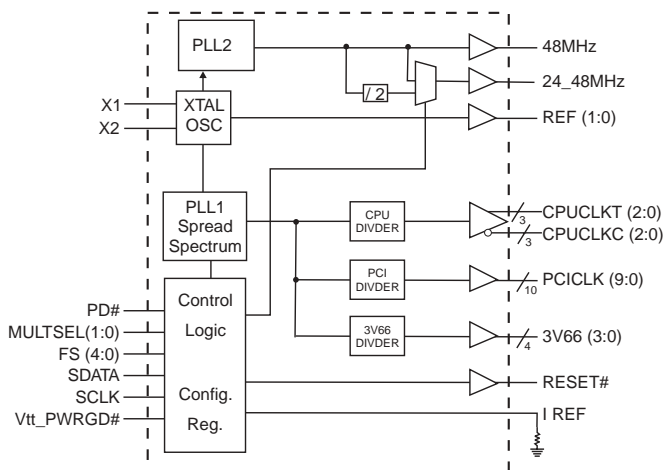 PLL2
48MHz
/ 2
24_48MHz
X1
X2
XTAL
OSC
REF (1:0)
PLL1
Spread
Spectrum
CPU
DIVDER
3
CPUCLKT (2:0)
3
CPUCLKC (2:0)
PCI
DIVDER
10
PCICLK (9:0)
3V66
DIVDER
4
3V66 (3:0)
PD#
MULTSEL(1:0)
FS (4:0)
SDATA
SCLK
Vtt_PWRGD#
Control
Logic
Config.
Reg.
RESET#
I REF